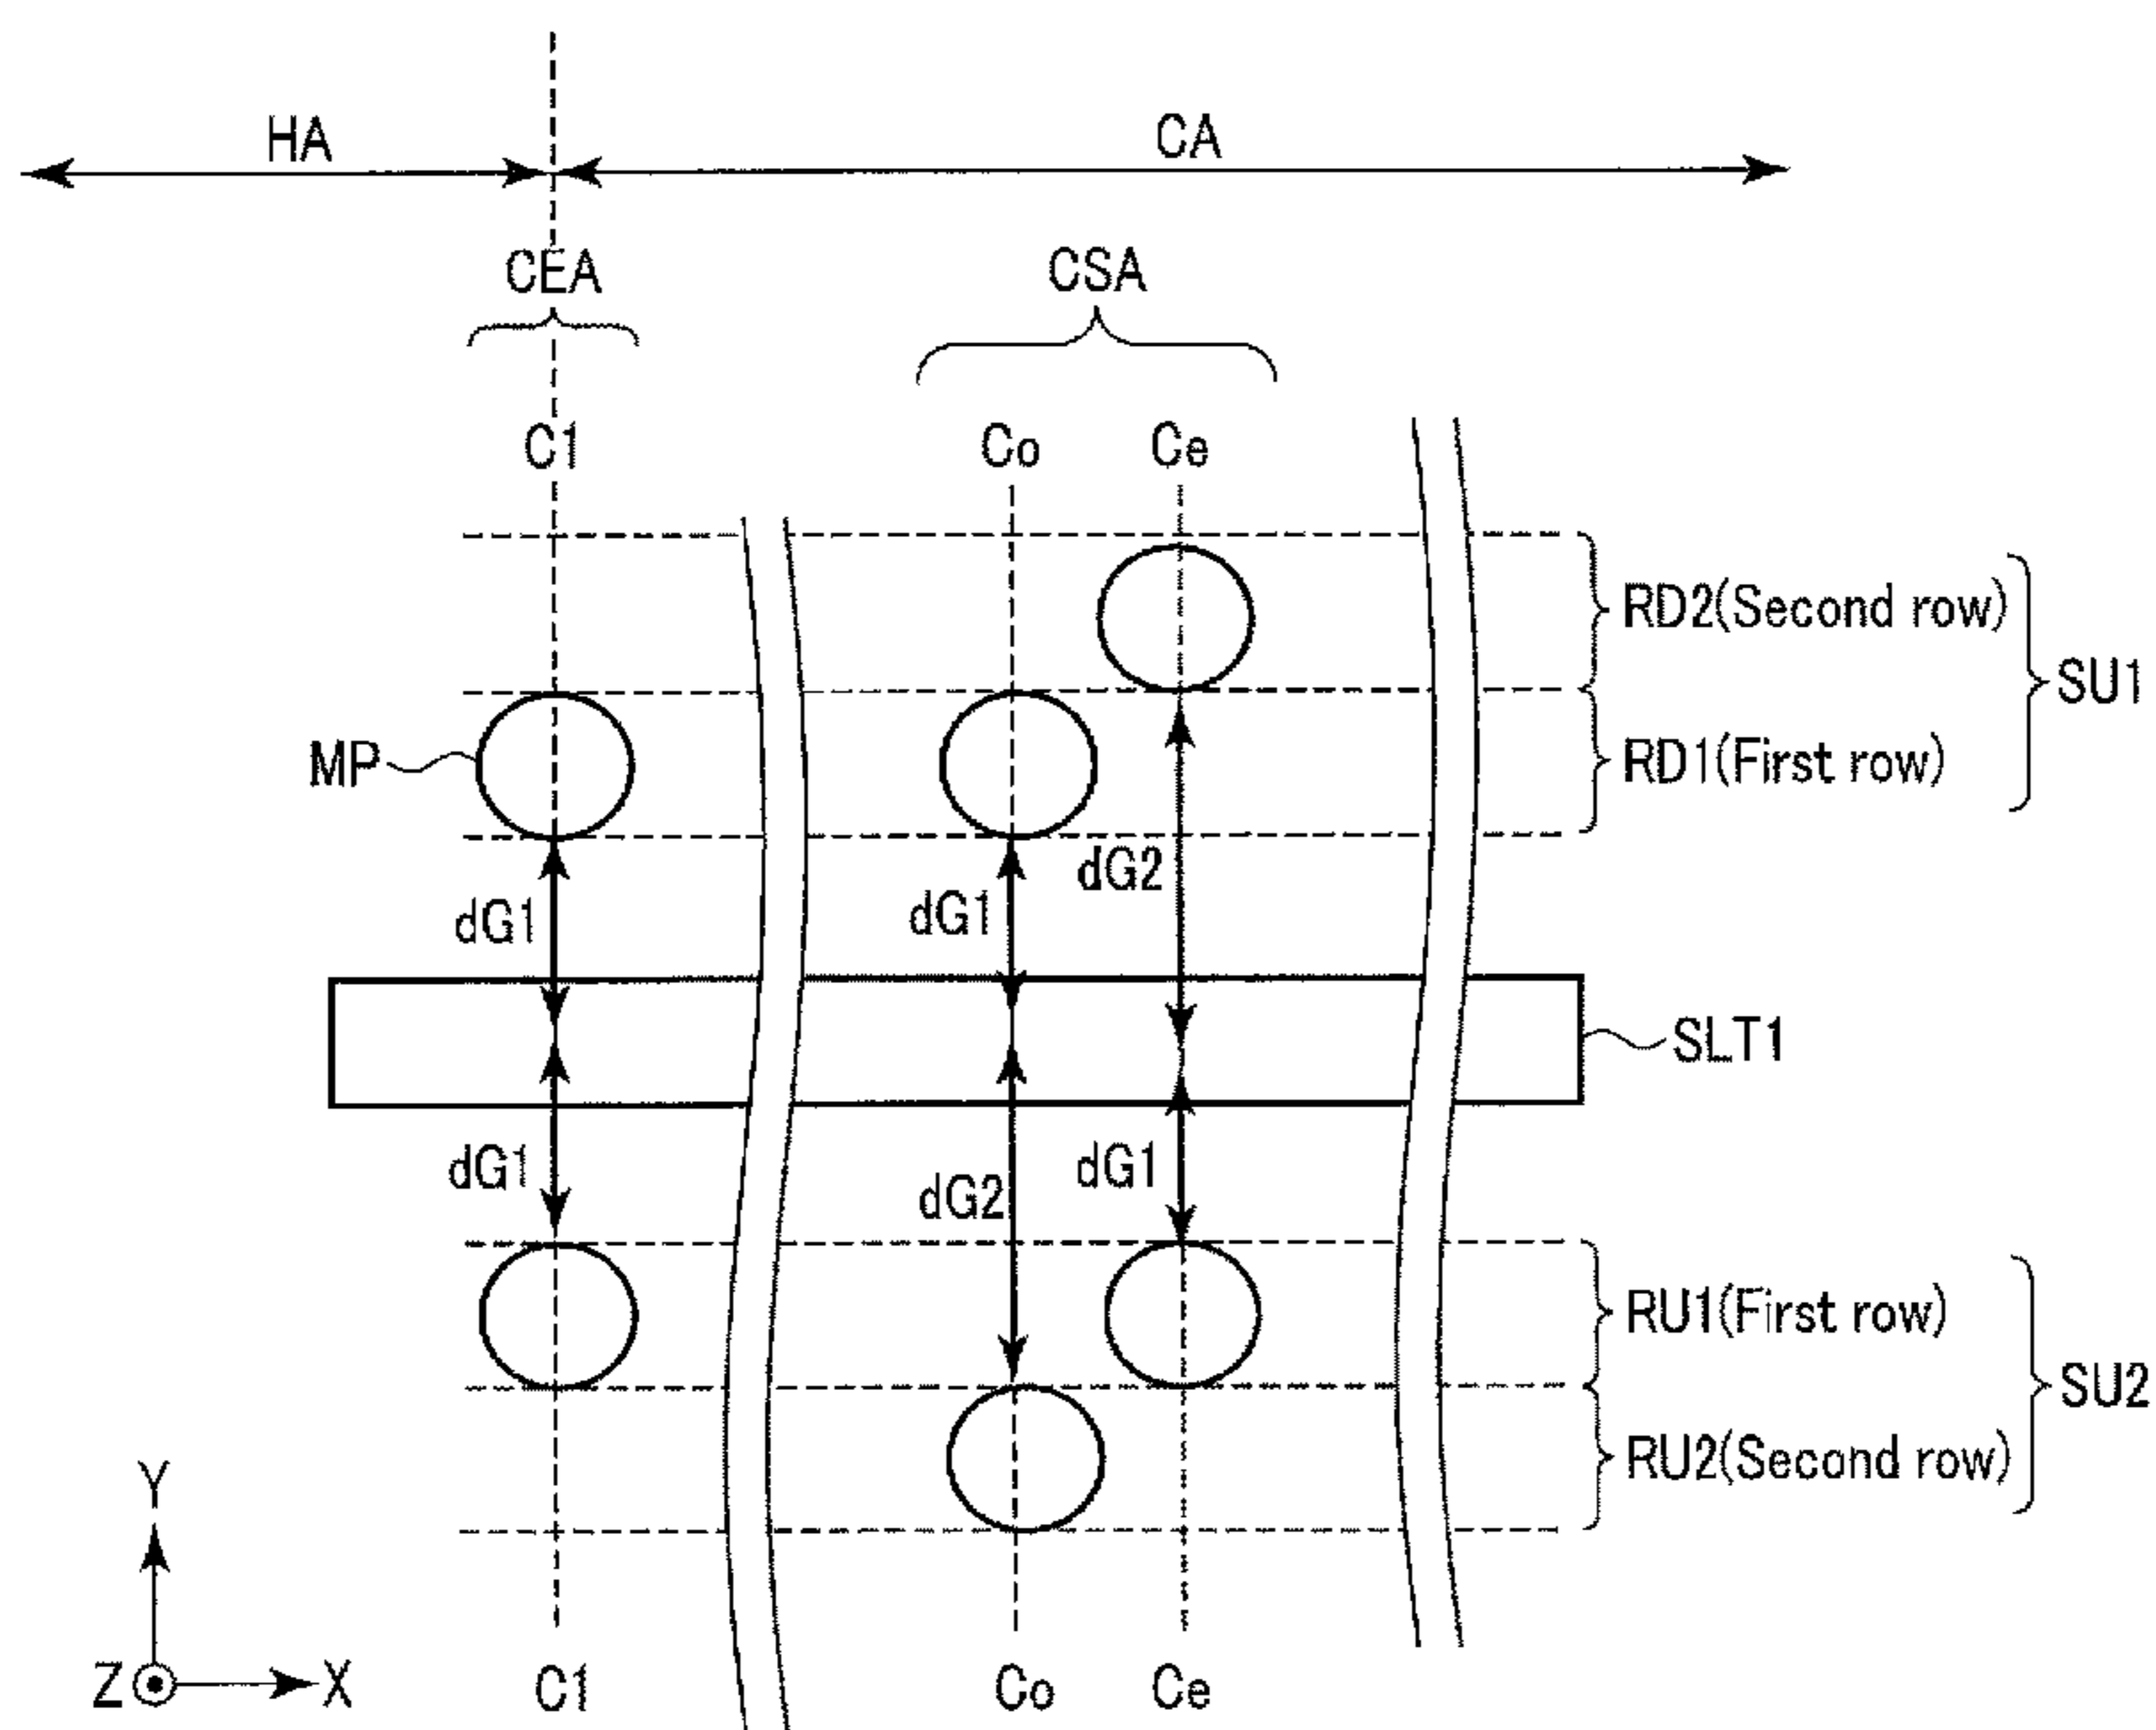 HA CA
CEA CSA
C1 Co Ce
RD2(Second row)
SU1
MP RD1(First row)
dG2
dG1 dG1
SLT1
dG1 dG2 dG1
RU1(First row)
SU2
RU2(Second row)
Y
Z X C1 Co Ce